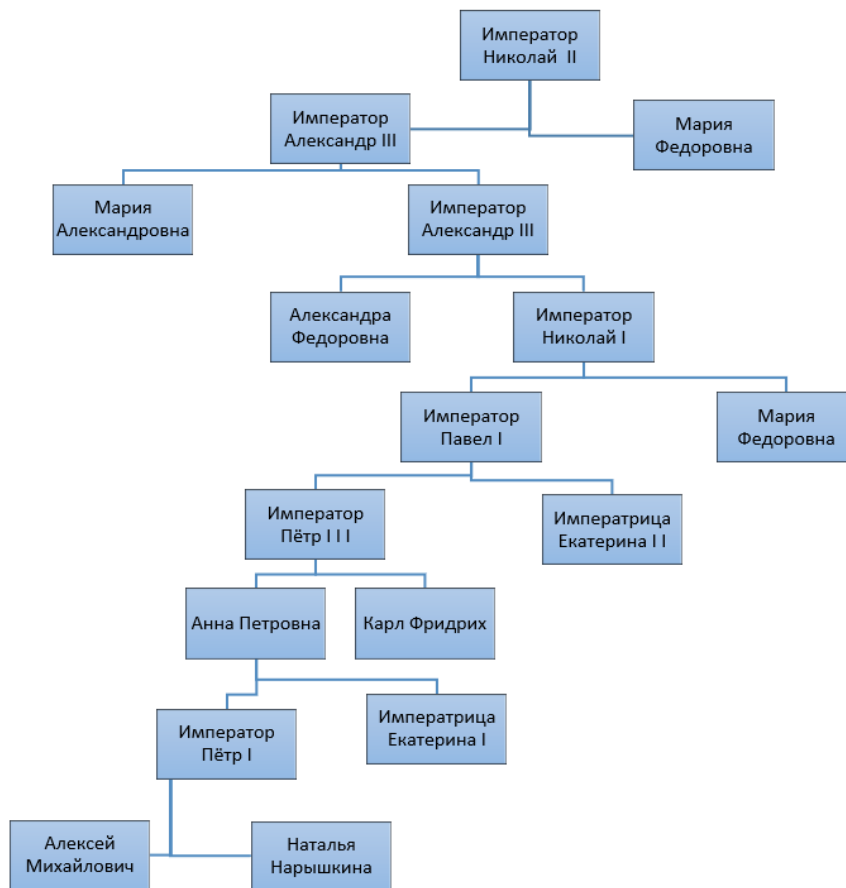 Император
Николай II
Император
Александр III
Мария
Федоровна
Мария
Александровна
Император
Александр III
Александра
Федоровна
Император
Николай I
Император
Павел I
Мария
Федоровна
Император
Пётр I I I
Императрица
Екатерина I I
Анна Петровна
Карл Фридрих
Император
Пётр I
Императрица
Екатерина I
Алексей
Михайлович
Наталья
Нарышкина